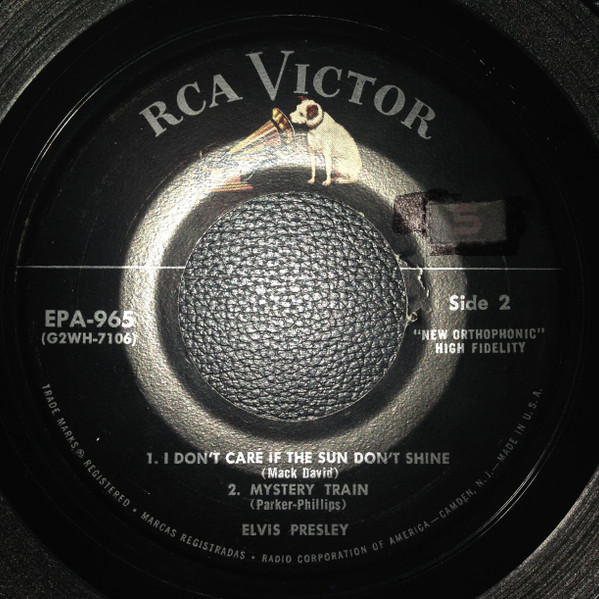 RCA VICTOR
S
Side 2
EPA-965
(G2WH-7106)
"NEW ORTHOPHONIC"
HIGH FIDELITY
1. I DON'T CARE IF THE SUN DON'T SHINE
(Mack David)
2. MYSTERY TRAIN
(Parker-Phillips)
ELVIS PRESLEY
TRADE MARKS ® REGISTERED • MARCAS REGISTRADAS • RADIO CORPORATION OF AMERICA—CAMDEN, N.J.—MADE IN U.S.A.